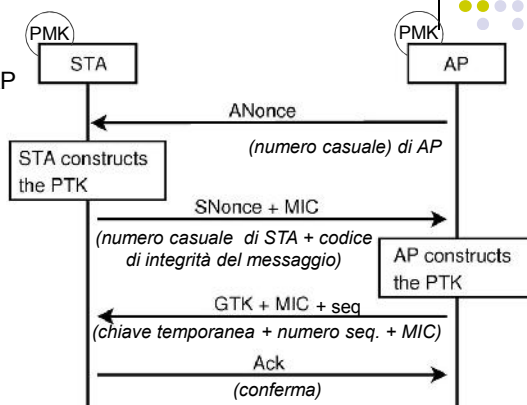 PMK
PMK
STA
AP
P
ANonce
(numero casuale) di AP
STA constructs
the PTK
SNonce + MIC
(numero casuale di STA + codice
di integrità del messaggio)
AP constructs
the PTK
GTK + MIC + seq
(chiave temporanea + numero seq. + MIC)
Ack
(conferma)